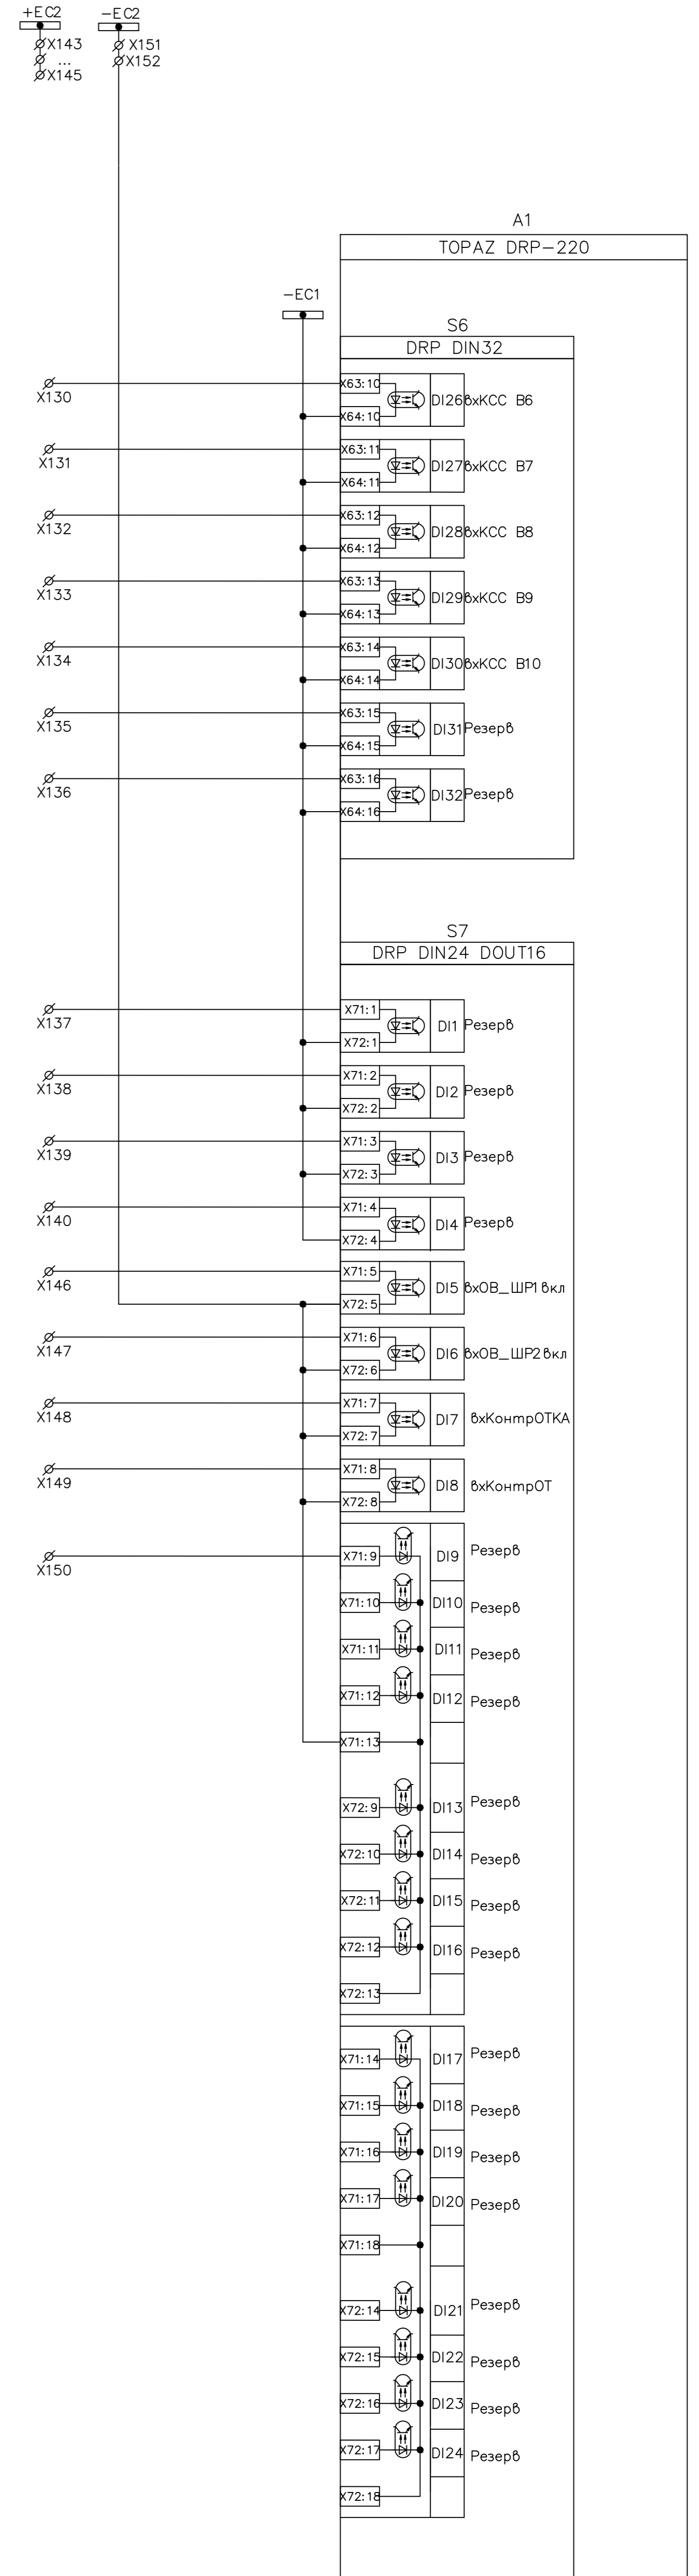 +EC2 -EC2
X143 X151
... X152
X145
A1
TOPAZ DRP-220
-EC1
S6
DRP DIN32
X130 X63:10 DI26 вхКСС В6
X64:10
X131 X63:11 DI27 вхКСС В7
X64:11
X132 X63:12 DI28 вхКСС В8
X64:12
X133 X63:13 DI29 вхКСС В9
X64:13
X134 X63:14 DI30 вхКСС В10
X64:14
X135 X63:15 DI31 Резерв
X64:15
X136 X63:16 DI32 Резерв
X64:16
S7
DRP DIN24 DOUT16
X137 X71:1 DI1 Резерв
X72:1
X138 X71:2 DI2 Резерв
X72:2
X139 X71:3 DI3 Резерв
X72:3
X140 X71:4 DI4 Резерв
X72:4
X146 X71:5 DI5 вхОВ_ШР1вкл
X72:5
X147 X71:6 DI6 вхОВ_ШР2вкл
X72:6
X148 X71:7 DI7 вхКонтрОТКА
X72:7
X149 X71:8 DI8 вхКонтрОТ
X72:8
X150 X71:9 DI9 Резерв
X71:10 DI10 Резерв
X71:11 DI11 Резерв
X71:12 DI12 Резерв
X71:13
X72:9 DI13 Резерв
X72:10 DI14 Резерв
X72:11 DI15 Резерв
X72:12 DI16 Резерв
X72:13
X71:14 DI17 Резерв
X71:15 DI18 Резерв
X71:16 DI19 Резерв
X71:17 DI20 Резерв
X71:18
X72:14 DI21 Резерв
X72:15 DI22 Резерв
X72:16 DI23 Резерв
X72:17 DI24 Резерв
X72:18